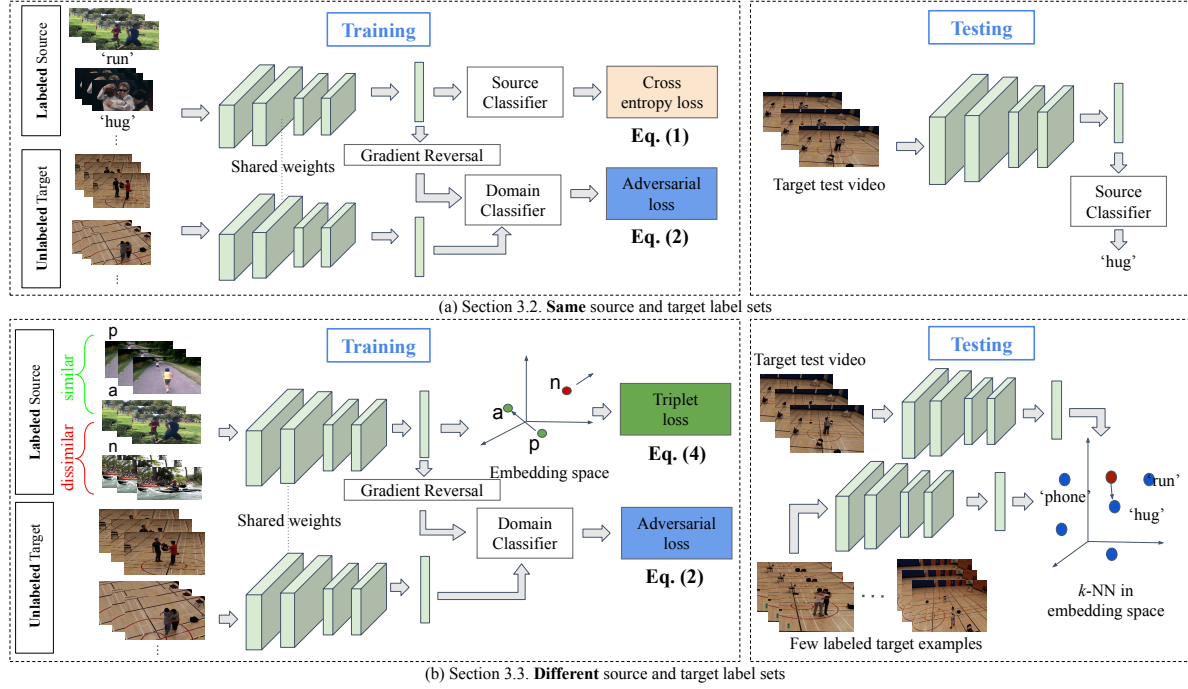 Labeled Source
‘run’
‘hug’
⋮
Unlabeled Target
⋮
Training
Shared weights
Source
Classifier
Cross
entropy loss
Eq. (1)
Gradient Reversal
Domain
Classifier
Adversarial
loss
Eq. (2)
Testing
Target test video
Source
Classifier
‘hug’
(a) Section 3.2. Same source and target label sets
Labeled Source
similar
dissimilar
p
a
n
Unlabeled Target
⋮
Training
Shared weights
a
n
p
Embedding space
Triplet
loss
Eq. (4)
Gradient Reversal
Domain
Classifier
Adversarial
loss
Eq. (2)
Testing
Target test video
‘phone’
‘run’
‘hug’
k-NN in
embedding space
. . .
Few labeled target examples
(b) Section 3.3. Different source and target label sets